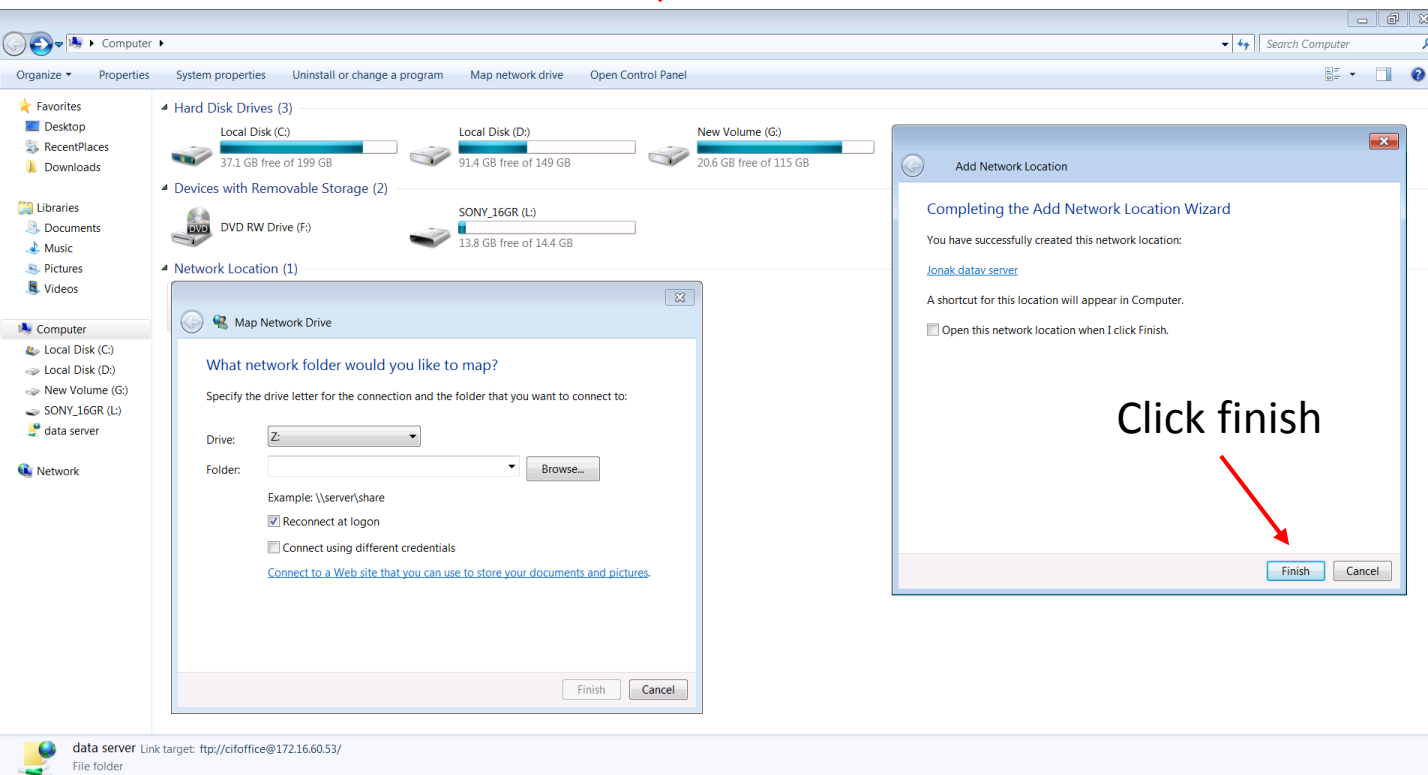 Computer
Search Computer
Organize Properties System properties Uninstall or change a program Map network drive Open Control Panel
Favorites
Desktop
RecentPlaces
Downloads
Libraries
Documents
Music
Pictures
Videos
Computer
Local Disk (C:)
Local Disk (D:)
New Volume (G:)
SONY_16GR (L:)
data server
Network
Hard Disk Drives (3)
Local Disk (C:)
37.1 GB free of 199 GB
Local Disk (D:)
91.4 GB free of 149 GB
New Volume (G:)
20.6 GB free of 115 GB
Devices with Removable Storage (2)
DVD
DVD RW Drive (F:)
SONY_16GR (L:)
13.8 GB free of 14.4 GB
Network Location (1)
Map Network Drive
What network folder would you like to map?
Specify the drive letter for the connection and the folder that you want to connect to:
Drive: Z:
Folder: Browse...
Example: \\server\share
Reconnect at logon
Connect using different credentials
Connect to a Web site that you can use to store your documents and pictures.
Finish Cancel
Add Network Location
Completing the Add Network Location Wizard
You have successfully created this network location:
Jonak datav server
A shortcut for this location will appear in Computer.
Open this network location when I click Finish.
Click finish
Finish Cancel
data server Link target: ftp://cifoffice@172.16.60.53/
File folder